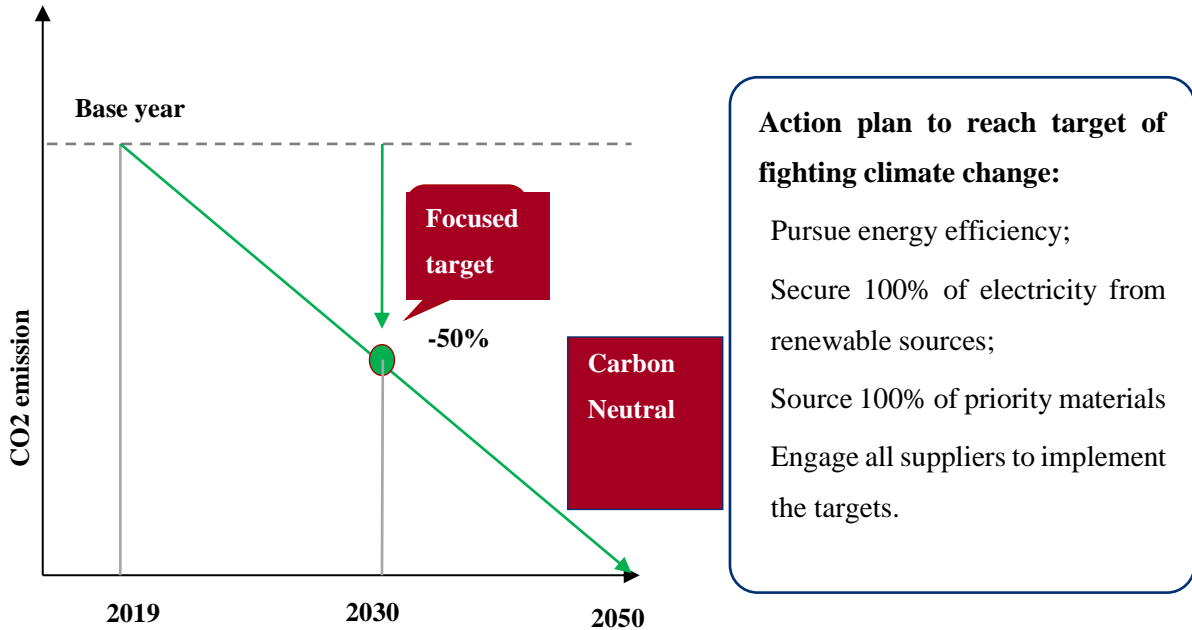 Base year
Focused
target
-50%
Carbon
Neutral
CO2 emission
2019
2030
2050
Action plan to reach target of
fighting climate change:
Pursue energy efficiency;
Secure 100% of electricity from
renewable sources;
Source 100% of priority materials
Engage all suppliers to implement
the targets.